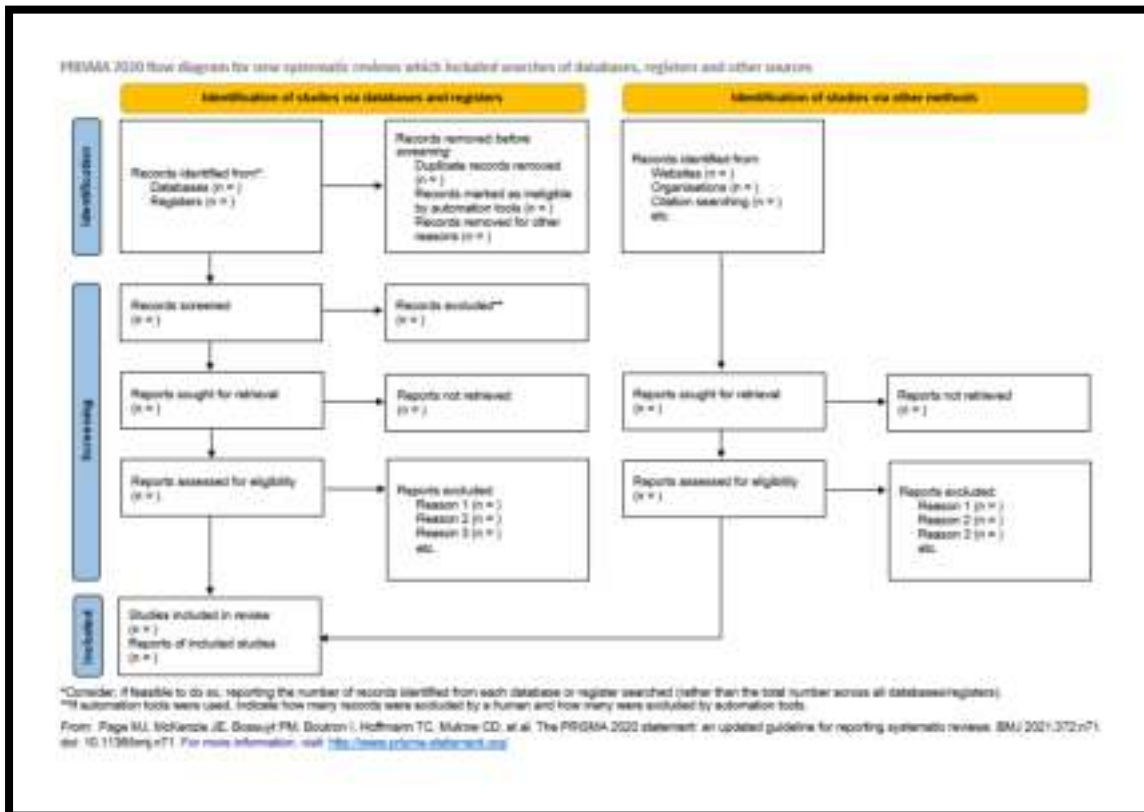 PRISMA 2020 flow diagram for new systematic reviews which included searches of databases, registers and other sources
Identification of studies via databases and registers
Identification of studies via other methods
Identification
Records identified from*:
Databases (n = )
Registers (n = )
Records removed before
screening:
Duplicate records removed
(n = )
Records marked as ineligible
by automation tools (n = )
Records removed for other
reasons (n = )
Records identified from:
Websites (n = )
Organisations (n = )
Citation searching (n = )
etc.
Screening
Records screened
(n = )
Records excluded**
(n = )
Reports sought for retrieval
(n = )
Reports not retrieved
(n = )
Reports sought for retrieval
(n = )
Reports not retrieved
(n = )
Reports assessed for eligibility
(n = )
Reports excluded:
Reason 1 (n = )
Reason 2 (n = )
Reason 3 (n = )
etc.
Reports assessed for eligibility
(n = )
Reports excluded:
Reason 1 (n = )
Reason 2 (n = )
Reason 3 (n = )
etc.
Included
Studies included in review
(n = )
Reports of included studies
(n = )
*Consider, if feasible to do so, reporting the number of records identified from each database or register searched (rather than the total number across all databases/registers).
**If automation tools were used, indicate how many records were excluded by a human and how many were excluded by automation tools.
From: Page MJ, McKenzie JE, Bossuyt PM, Boutron I, Hoffmann TC, Mulrow CD, et al. The PRISMA 2020 statement: an updated guideline for reporting systematic reviews. BMJ 2021;372:n71.
doi: 10.1136/bmj.n71. For more information, visit: http://www.prisma-statement.org/